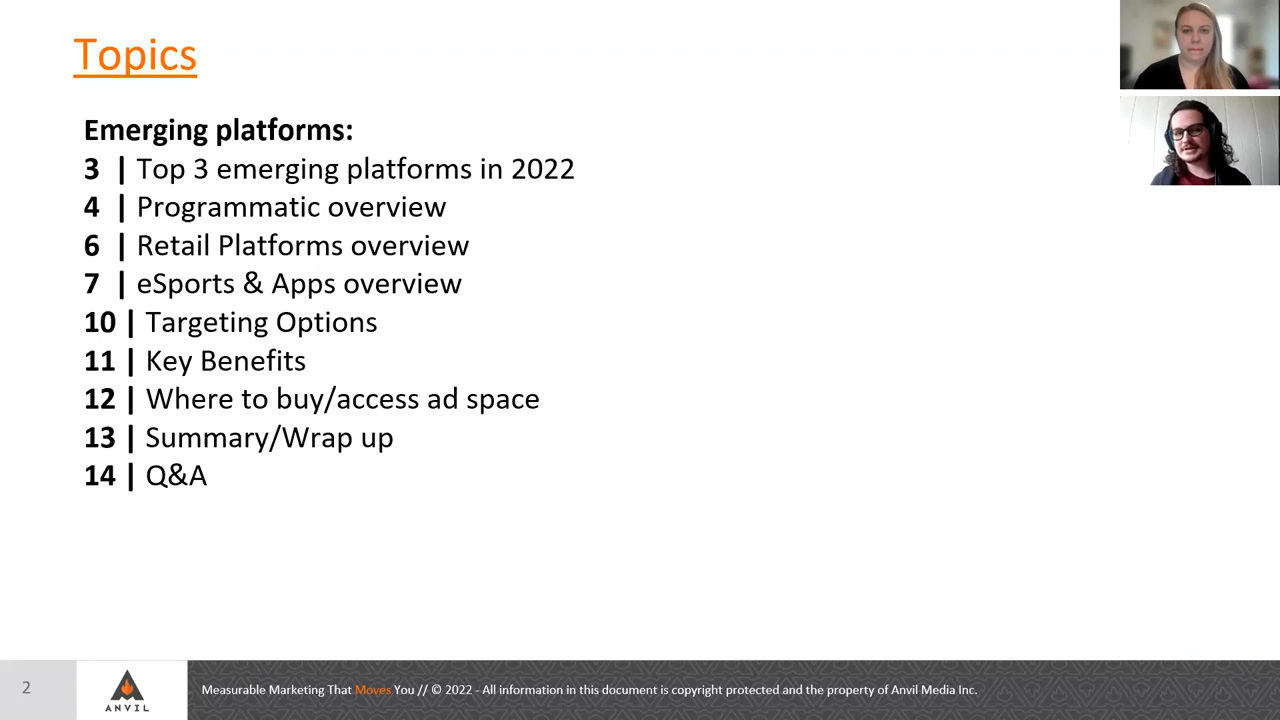 Topics
Emerging platforms:
3 | Top 3 emerging platforms in 2022
4 | Programmatic overview
6 | Retail Platforms overview
7 | eSports & Apps overview
10 | Targeting Options
11 | Key Benefits
12 | Where to buy/access ad space
13 | Summary/Wrap up
14 | Q&A
2
ANVIL
Measurable Marketing That Moves You // © 2022 - All information in this document is copyright protected and the property of Anvil Media Inc.